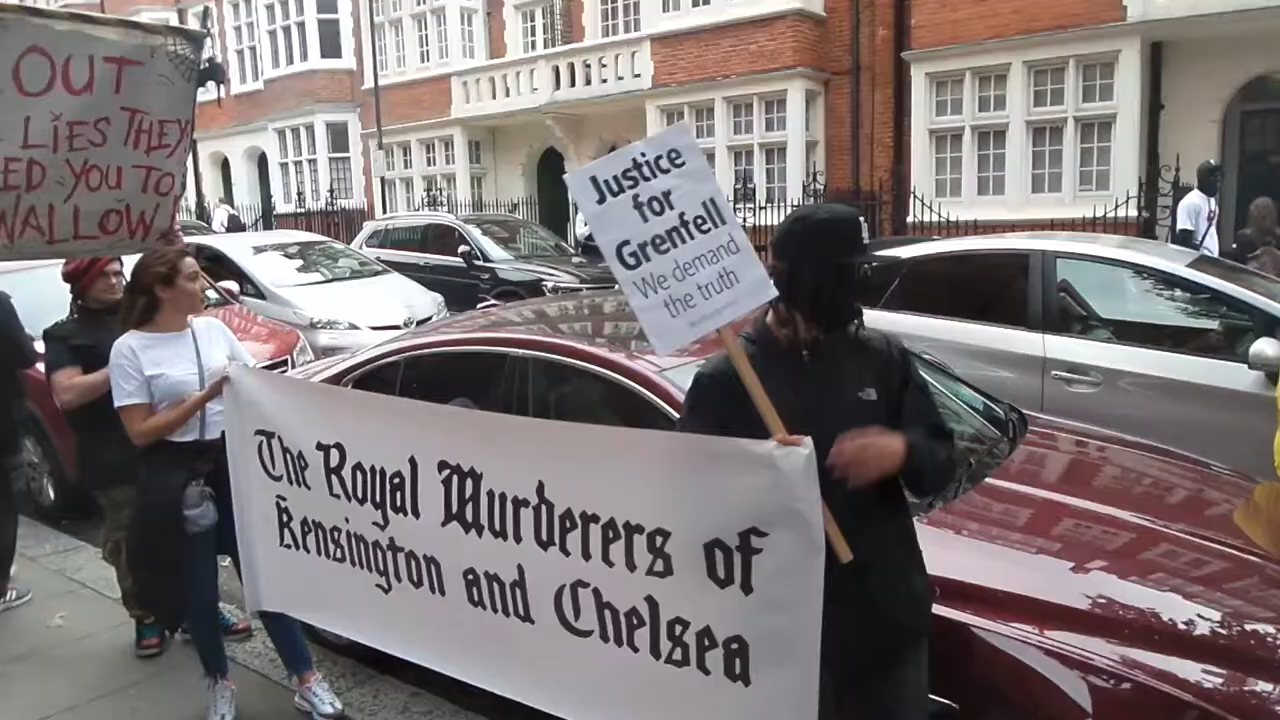 OUT
LIES THEY
ED YOU TO
WALLOW!
Justice
for
Grenfell
We demand
the truth
The Royal Murderers of
Kensington and Chelsea